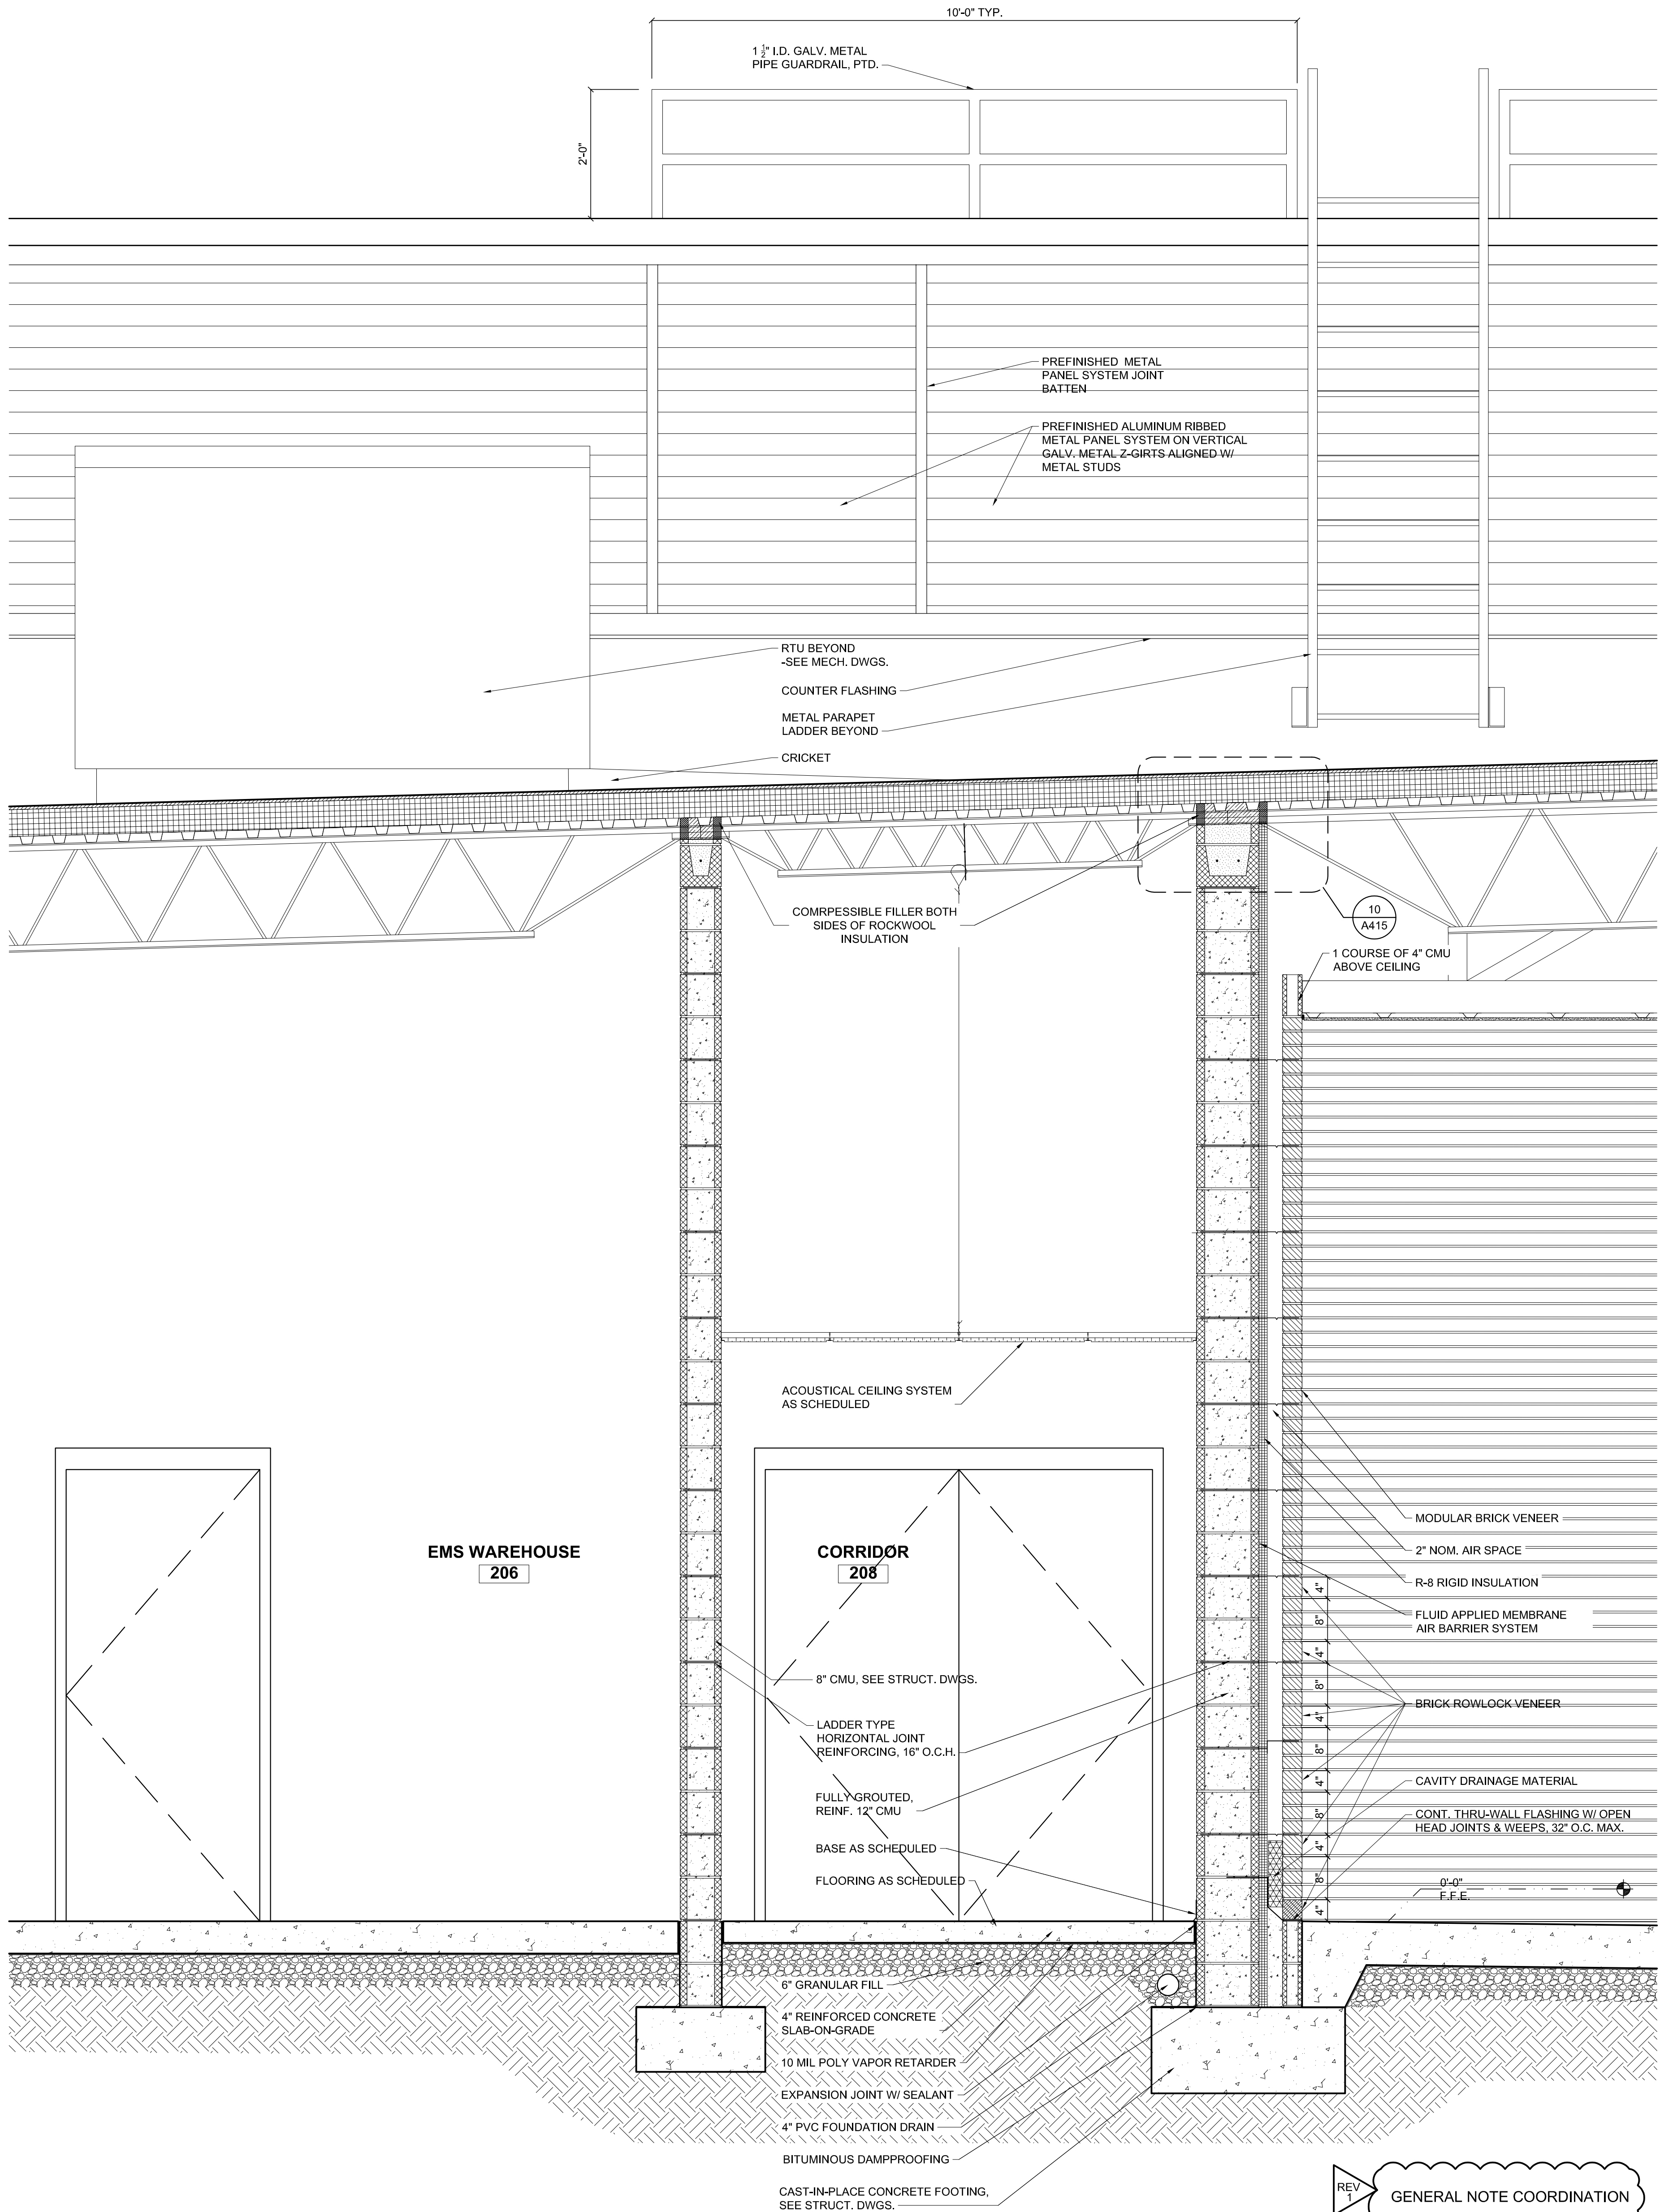 10'-0" TYP.
1 1/2" I.D. GALV. METAL
PIPE GUARDRAIL, PTD.
2'-0"
PREFINISHED METAL
PANEL SYSTEM JOINT
BATTEN
PREFINISHED ALUMINUM RIBBED
METAL PANEL SYSTEM ON VERTICAL
GALV. METAL Z-GIRTS ALIGNED W/
METAL STUDS
RTU BEYOND
-SEE MECH. DWGS.
COUNTER FLASHING
METAL PARAPET
LADDER BEYOND
CRICKET
COMRPESSIBLE FILLER BOTH
SIDES OF ROCKWOOL
INSULATION
10
A415
1 COURSE OF 4" CMU
ABOVE CEILING
ACOUSTICAL CEILING SYSTEM
AS SCHEDULED
EMS WAREHOUSE
206
CORRIDOR
208
MODULAR BRICK VENEER
2" NOM. AIR SPACE
R-8 RIGID INSULATION
FLUID APPLIED MEMBRANE
AIR BARRIER SYSTEM
4"
8"
4"
8"
4"
8"
4"
8"
4"
8"
4"
8" CMU, SEE STRUCT. DWGS.
BRICK ROWLOCK VENEER
LADDER TYPE
HORIZONTAL JOINT
REINFORCING, 16" O.C.H.
CAVITY DRAINAGE MATERIAL
FULLY GROUTED,
REINF. 12" CMU
CONT. THRU-WALL FLASHING W/ OPEN
HEAD JOINTS & WEEPS, 32" O.C. MAX.
BASE AS SCHEDULED
FLOORING AS SCHEDULED
0'-0"
F.F.E.
6" GRANULAR FILL
4" REINFORCED CONCRETE
SLAB-ON-GRADE
10 MIL POLY VAPOR RETARDER
EXPANSION JOINT W/ SEALANT
4" PVC FOUNDATION DRAIN
BITUMINOUS DAMPPROOFING
CAST-IN-PLACE CONCRETE FOOTING,
SEE STRUCT. DWGS.
REV
1
GENERAL NOTE COORDINATION